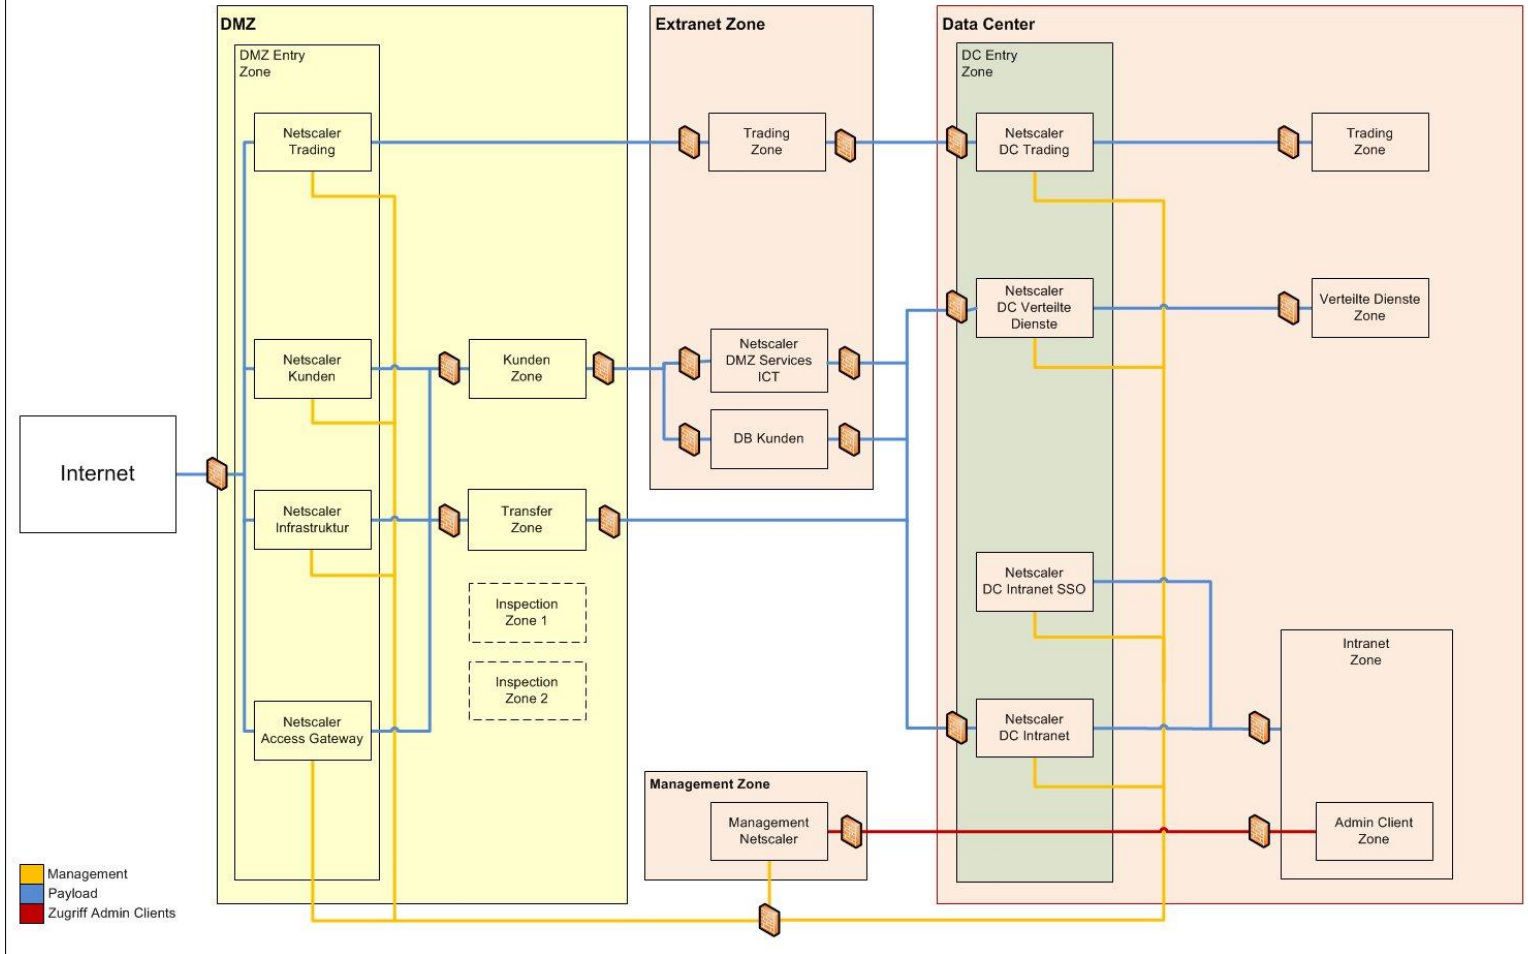 DMZ
DMZ Entry
Zone
Netscaler
Trading
Netscaler
Kunden
Netscaler
Infrastruktur
Netscaler
Access Gateway
Kunden
Zone
Transfer
Zone
Inspection
Zone 1
Inspection
Zone 2
Internet
Extranet Zone
Trading
Zone
Netscaler
DMZ Services
ICT
DB Kunden
Management Zone
Management
Netscaler
Data Center
DC Entry
Zone
Netscaler
DC Trading
Netscaler
DC Verteilte
Dienste
Netscaler
DC Intranet SSO
Netscaler
DC Intranet
Trading
Zone
Verteilte Dienste
Zone
Intranet
Zone
Admin Client
Zone
Management
Payload
Zugriff Admin Clients